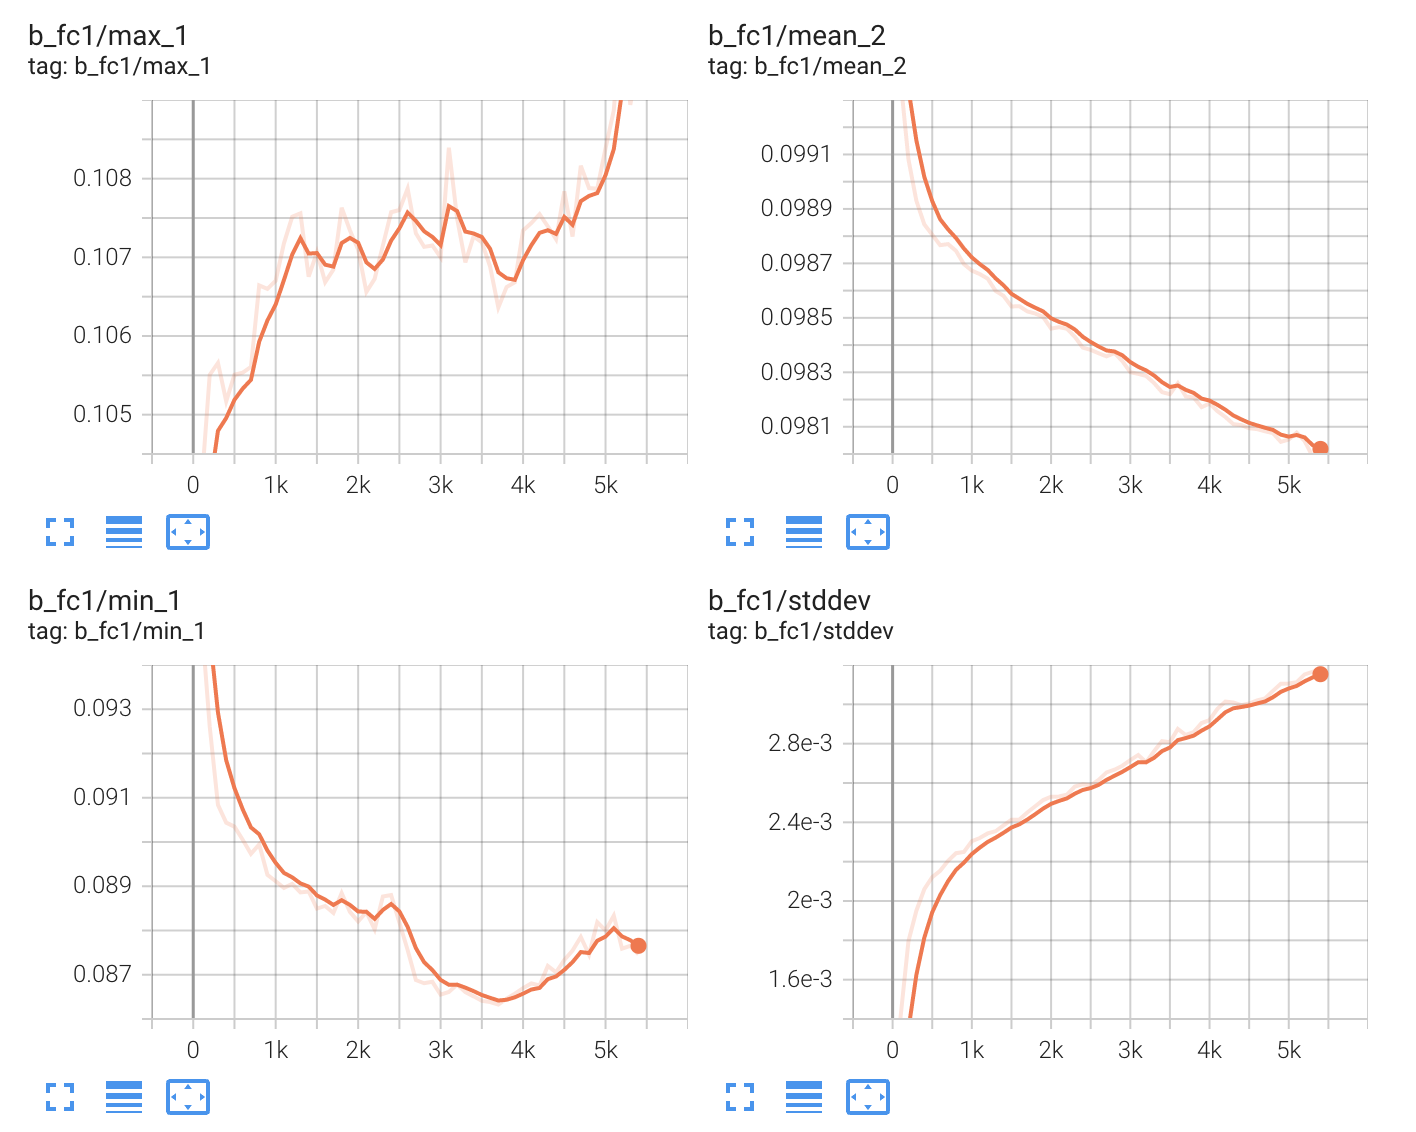 b_fc1/max_1
tag: b_fc1/max_1
0.108
0.107
0.106
0.105
0 1k 2k 3k 4k 5k
b_fc1/mean_2
tag: b_fc1/mean_2
0.0991
0.0989
0.0987
0.0985
0.0983
0.0981
0 1k 2k 3k 4k 5k
b_fc1/min_1
tag: b_fc1/min_1
0.093
0.091
0.089
0.087
0 1k 2k 3k 4k 5k
b_fc1/stddev
tag: b_fc1/stddev
2.8e-3
2.4e-3
2e-3
1.6e-3
0 1k 2k 3k 4k 5k